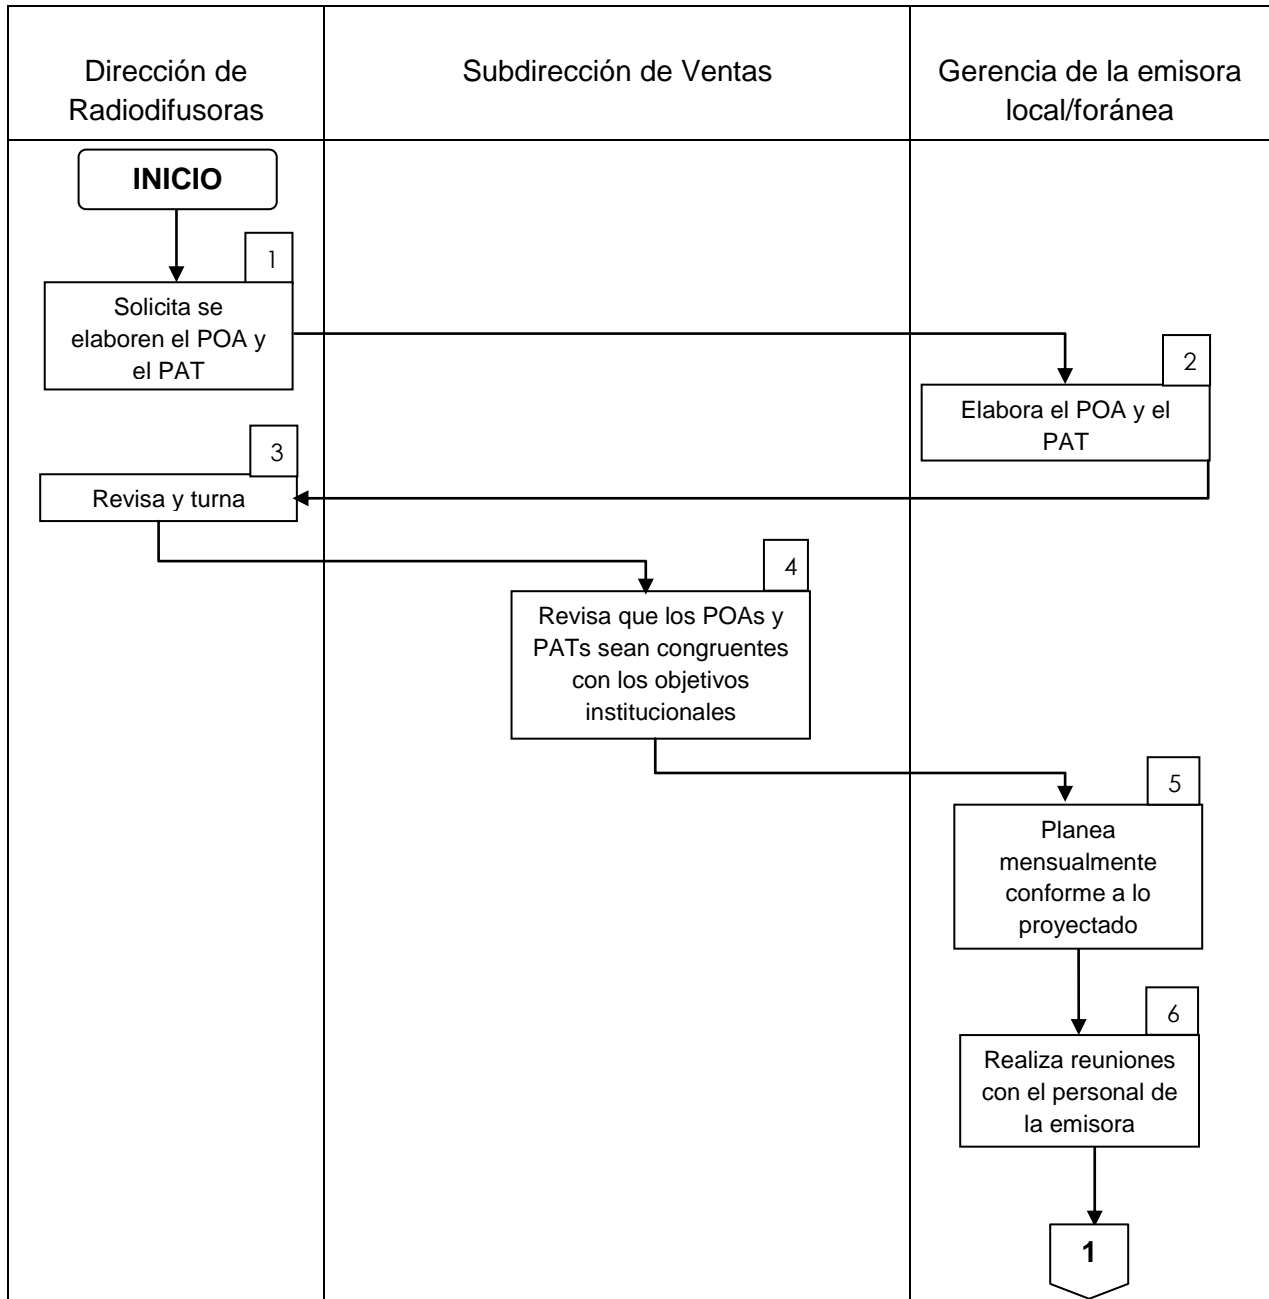 Dirección de
Radiodifusoras
Subdirección de Ventas
Gerencia de la emisora
local/foránea
INICIO
1
Solicita se
elaboren el POA y
el PAT
2
Elabora el POA y el
PAT
3
Revisa y turna
4
Revisa que los POAs y
PATs sean congruentes
con los objetivos
institucionales
5
Planea
mensualmente
conforme a lo
proyectado
6
Realiza reuniones
con el personal de
la emisora
1